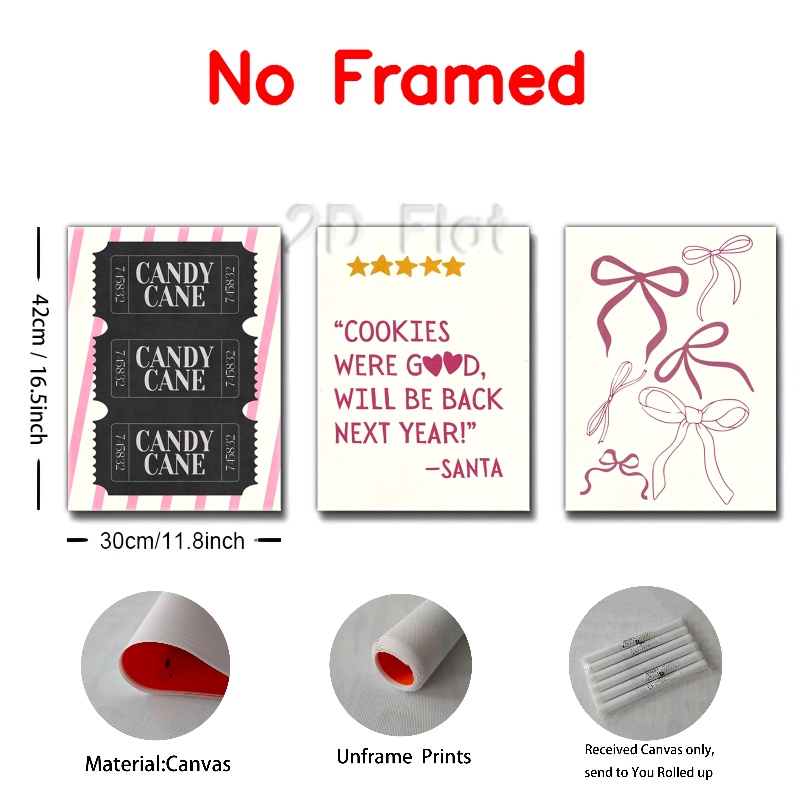 No Framed
2D Flat
42cm / 16.5inch
745832
CANDY
CANE
745832
745832
CANDY
CANE
745832
745832
CANDY
CANE
745832
“COOKIES
WERE GOOD,
WILL BE BACK
NEXT YEAR!”
—SANTA
30cm/11.8inch
Material:Canvas
Unframe Prints
Received Canvas only,
send to You Rolled up